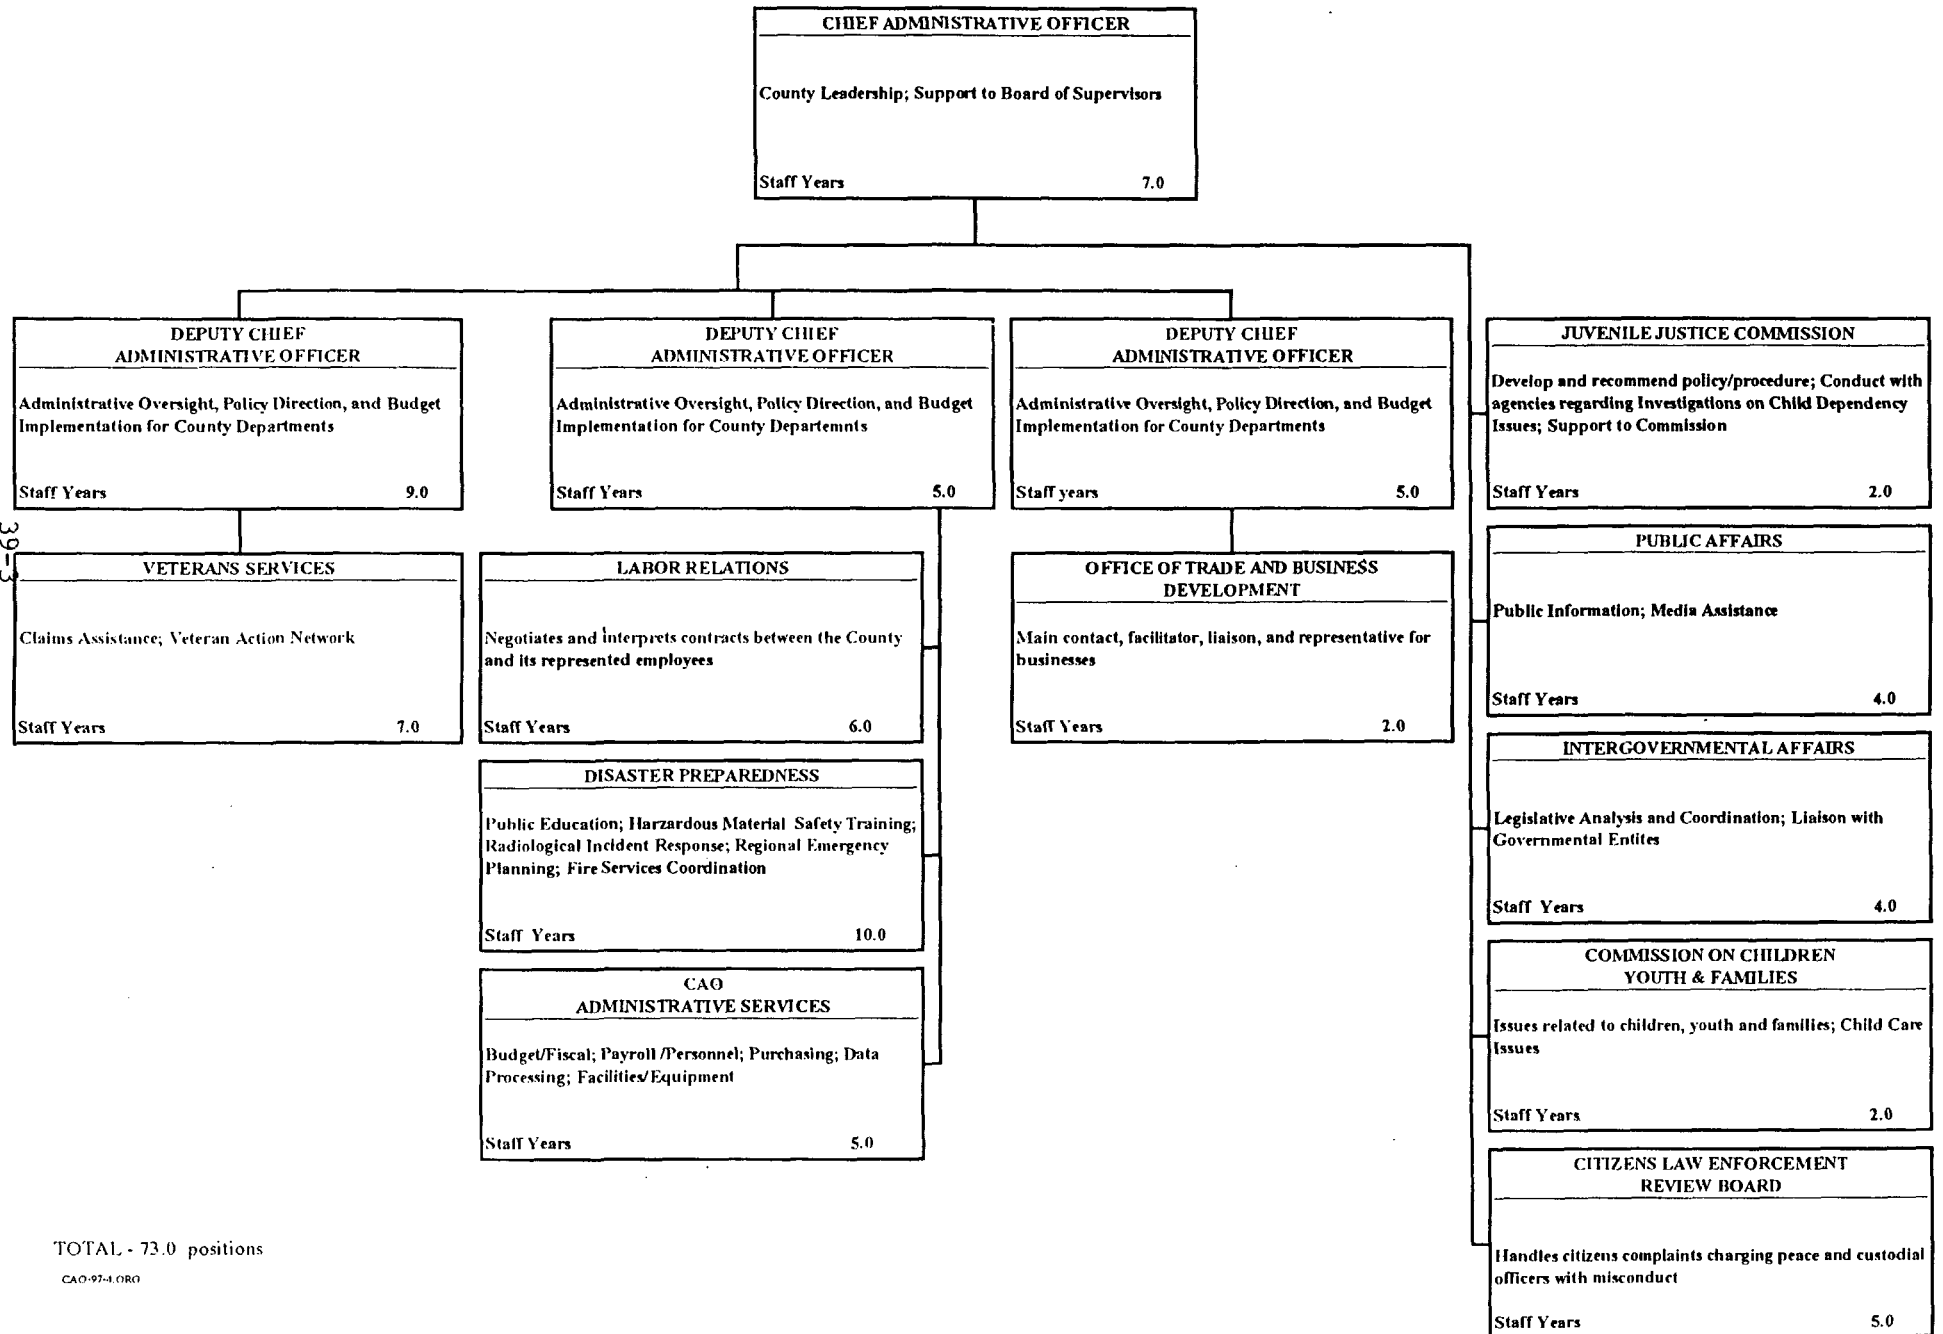 CHIEF ADMINISTRATIVE OFFICER
County Leadership; Support to Board of Supervisors
Staff Years 7.0
DEPUTY CHIEF
ADMINISTRATIVE OFFICER
Administrative Oversight, Policy Direction, and Budget
Implementation for County Departments
Staff Years 9.0
DEPUTY CHIEF
ADMINISTRATIVE OFFICER
Administrative Oversight, Policy Direction, and Budget
Implementation for County Departemnts
Staff Years 5.0
DEPUTY CHIEF
ADMINISTRATIVE OFFICER
Administrative Oversight, Policy Direction, and Budget
Implementation for County Departments
Staff years 5.0
JUVENILE JUSTICE COMMISSION
Develop and recommend policy/procedure; Conduct with
agencies regarding Investigations on Child Dependency
Issues; Support to Commission
Staff Years 2.0
39-3
VETERANS SERVICES
Claims Assistance; Veteran Action Network
Staff Years 7.0
LABOR RELATIONS
Negotiates and Interprets contracts between the County
and its represented employees
Staff Years 6.0
OFFICE OF TRADE AND BUSINESS
DEVELOPMENT
Main contact, facilitator, liaison, and representative for
businesses
Staff Years 2.0
PUBLIC AFFAIRS
Public Information; Media Assistance
Staff Years 4.0
DISASTER PREPAREDNESS
Public Education; Harzardous Material Safety Training;
Radiological Incident Response; Regional Emergency
Planning; Fire Services Coordination
Staff Years 10.0
INTERGOVERNMENTAL AFFAIRS
Legislative Analysis and Coordination; Liaison with
Governmental Entites
Staff Years 4.0
CAO
ADMINISTRATIVE SERVICES
Budget/Fiscal; Payroll /Personnel; Purchasing; Data
Processing; Facilities/Equipment
Staff Years 5.0
COMMISSION ON CHILDREN
YOUTH & FAMILIES
Issues related to children, youth and families; Child Care
Issues
Staff Years 2.0
CITIZENS LAW ENFORCEMENT
REVIEW BOARD
Handles citizens complaints charging peace and custodial
officers with misconduct
Staff Years 5.0
TOTAL - 73.0 positions
CAO-97-4.ORG